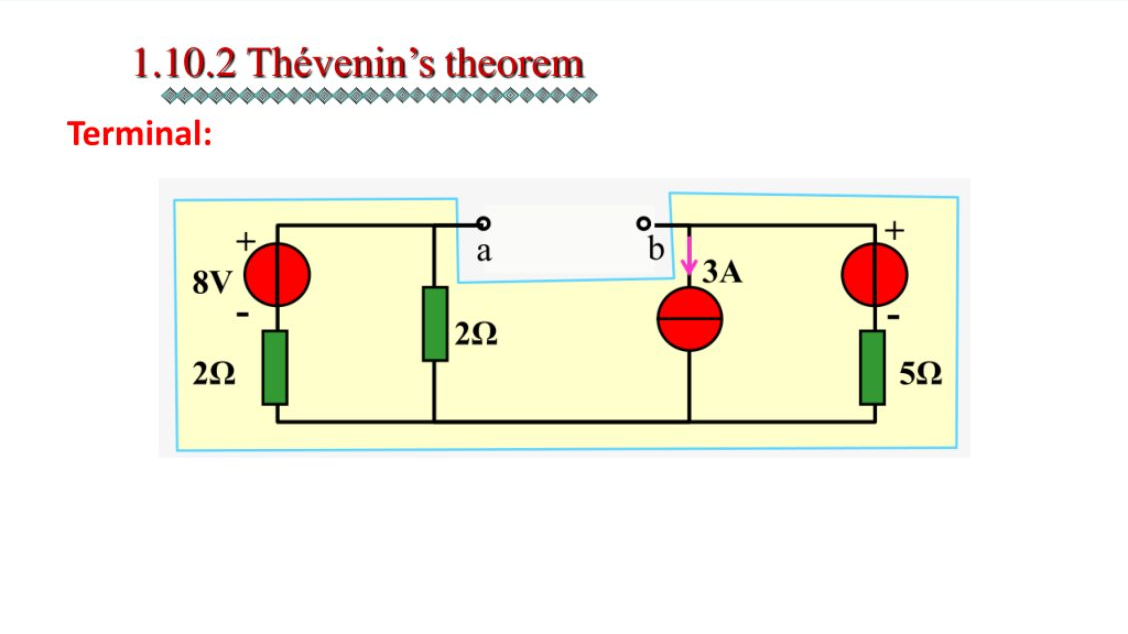 1.10.2 Thévenin’s theorem
Terminal:
+
8V
-
2Ω
2Ω
a
b
3A
+
-
5Ω